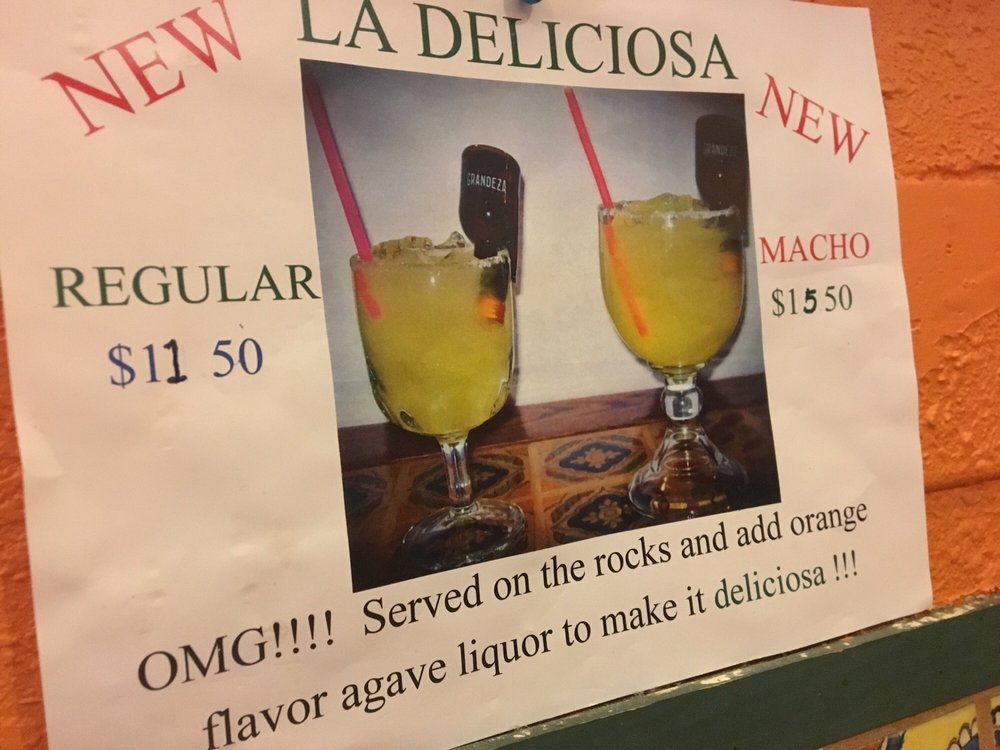 NEW LA DELICIOSA NEW
GRANDEZA
GRANDEZA
REGULAR
$11 50
MACHO
$15 50
OMG!!!! Served on the rocks and add orange
flavor agave liquor to make it deliciosa !!!